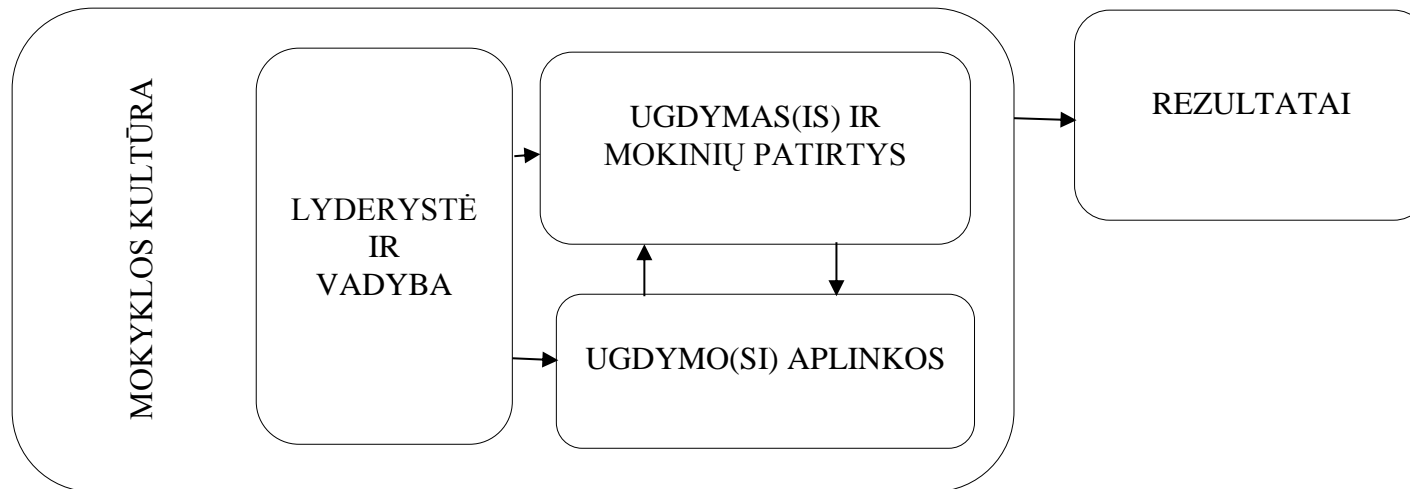 MOKYKLOS KULTŪRA
LYDERYSTĖ
IR
VADYBA
UGDYMAS(IS) IR
MOKINIŲ PATIRTYS
UGDYMO(SI) APLINKOS
REZULTATAI